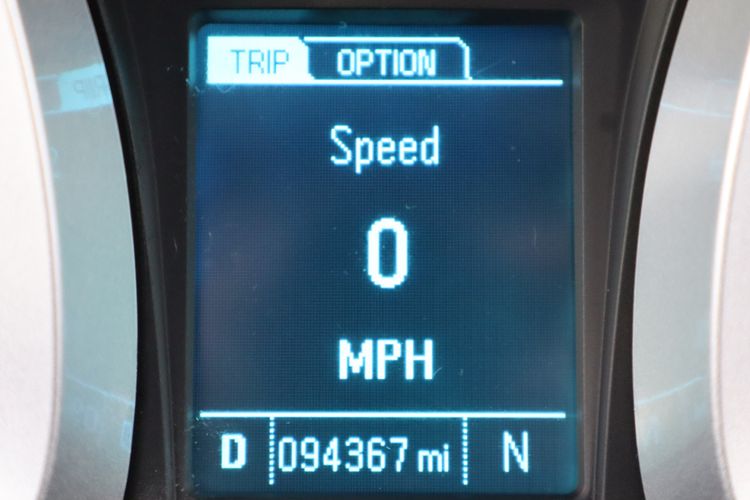 TRIP OPTION
Speed
0
MPH
D 094367 mi N